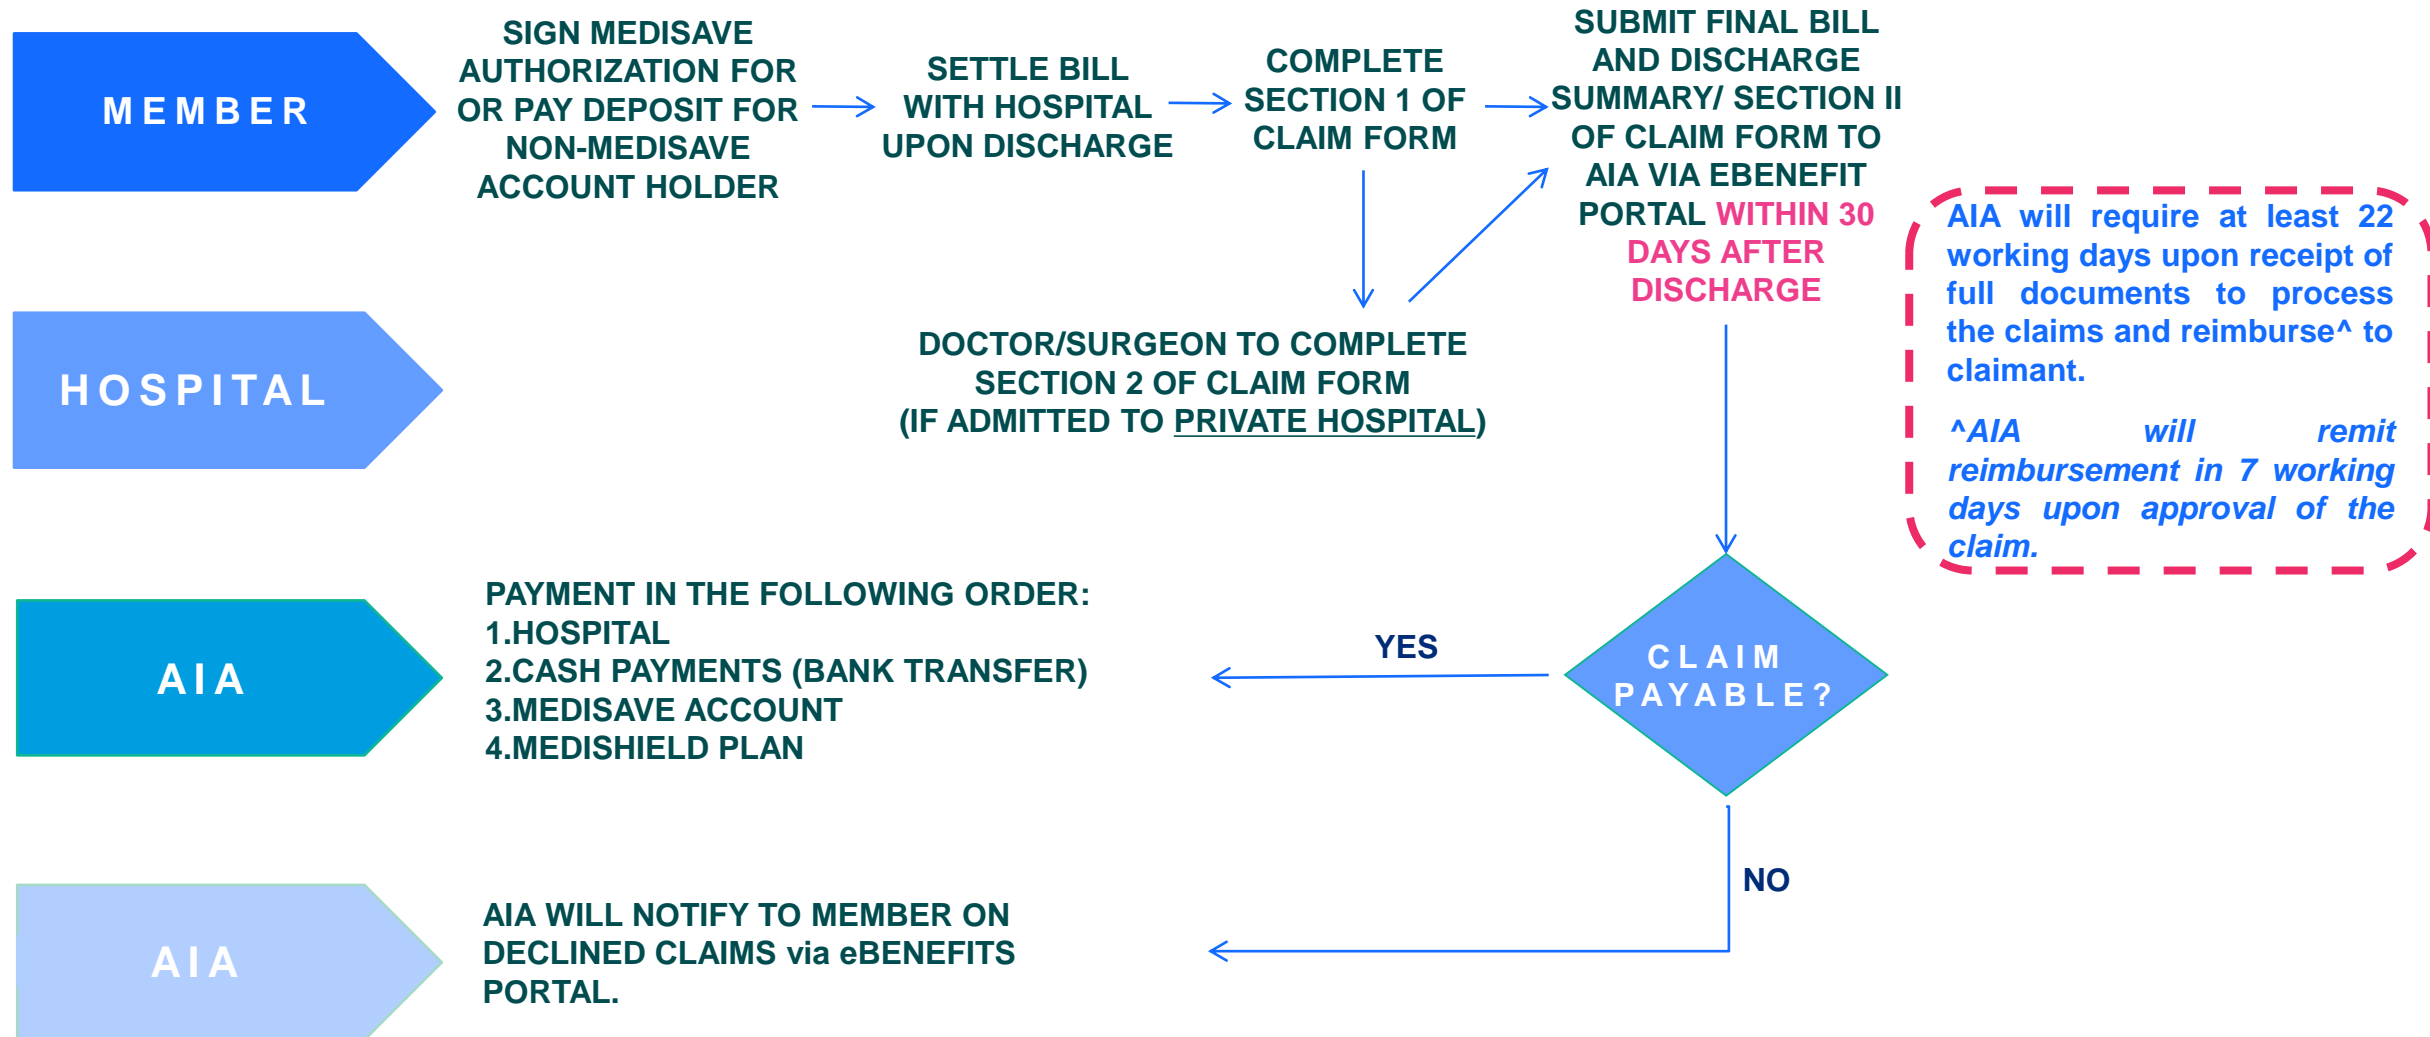 MEMBER
SIGN MEDISAVE
AUTHORIZATION FOR
OR PAY DEPOSIT FOR
NON-MEDISAVE
ACCOUNT HOLDER
SETTLE BILL
WITH HOSPITAL
UPON DISCHARGE
COMPLETE
SECTION 1 OF
CLAIM FORM
SUBMIT FINAL BILL
AND DISCHARGE
SUMMARY/ SECTION II
OF CLAIM FORM TO
AIA VIA EBENEFIT
PORTAL WITHIN 30
DAYS AFTER
DISCHARGE
AIA will require at least 22
working days upon receipt of
full documents to process
the claims and reimburse^ to
claimant.
^AIA will remit
reimbursement in 7 working
days upon approval of the
claim.
HOSPITAL
DOCTOR/SURGEON TO COMPLETE
SECTION 2 OF CLAIM FORM
(IF ADMITTED TO PRIVATE HOSPITAL)
AIA
PAYMENT IN THE FOLLOWING ORDER:
1.HOSPITAL
2.CASH PAYMENTS (BANK TRANSFER)
3.MEDISAVE ACCOUNT
4.MEDISHIELD PLAN
YES
CLAIM
PAYABLE?
NO
AIA
AIA WILL NOTIFY TO MEMBER ON
DECLINED CLAIMS via eBENEFITS
PORTAL.